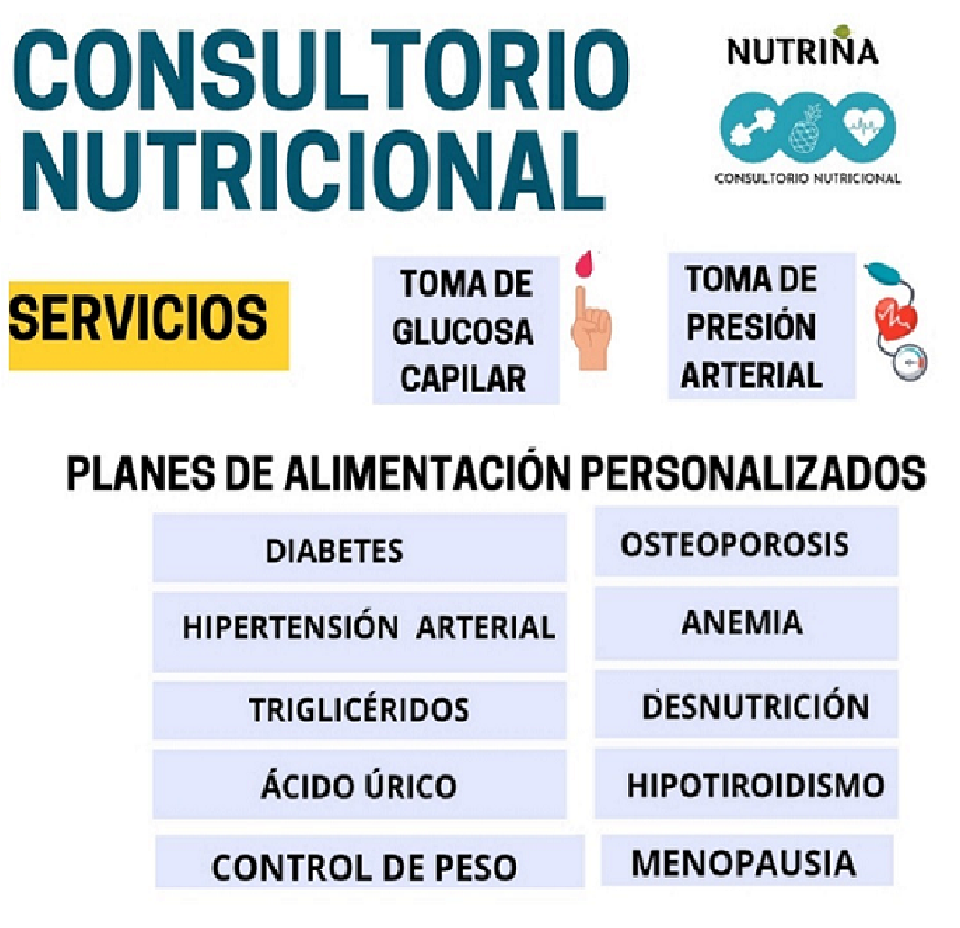 CONSULTORIO
NUTRICIONAL
NUTRIÑA
CONSULTORIO NUTRICIONAL
SERVICIOS
TOMA DE
GLUCOSA
CAPILAR
TOMA DE
PRESIÓN
ARTERIAL
PLANES DE ALIMENTACIÓN PERSONALIZADOS
DIABETES
OSTEOPOROSIS
HIPERTENSIÓN ARTERIAL
ANEMIA
TRIGLICÉRIDOS
DESNUTRICIÓN
ÁCIDO ÚRICO
HIPOTIROIDISMO
CONTROL DE PESO
MENOPAUSIA